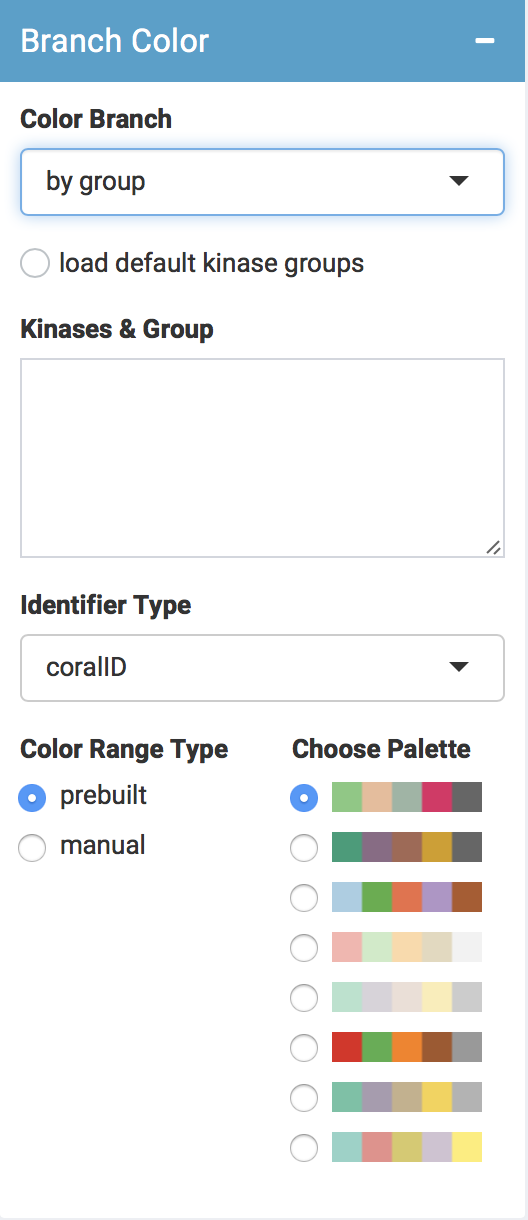 Branch Color
Color Branch
by group
load default kinase groups
Kinases & Group
Identifier Type
coralID
Color Range Type
Choose Palette
prebuilt
manual